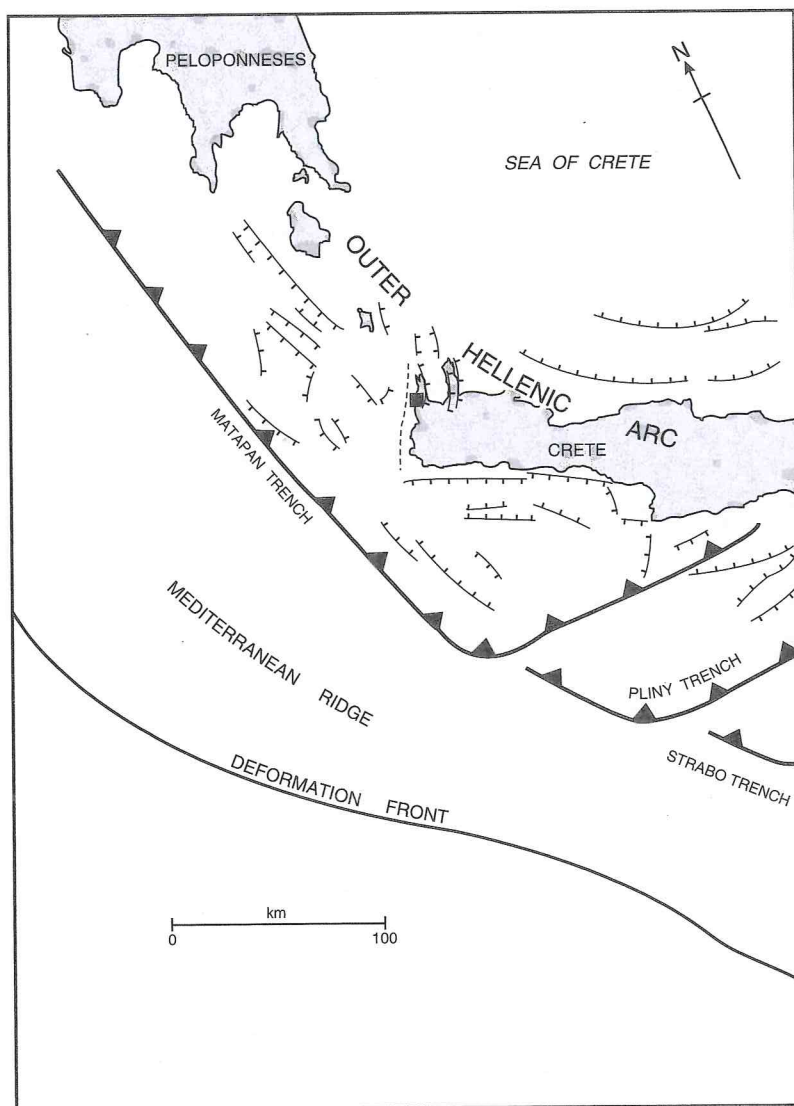 PELOPONNESES
N
SEA OF CRETE
OUTER
HELLENIC
ARC
CRETE
MATAPAN TRENCH
MEDITERRANEAN RIDGE
PLINY TRENCH
STRABO TRENCH
DEFORMATION FRONT
km
0 100